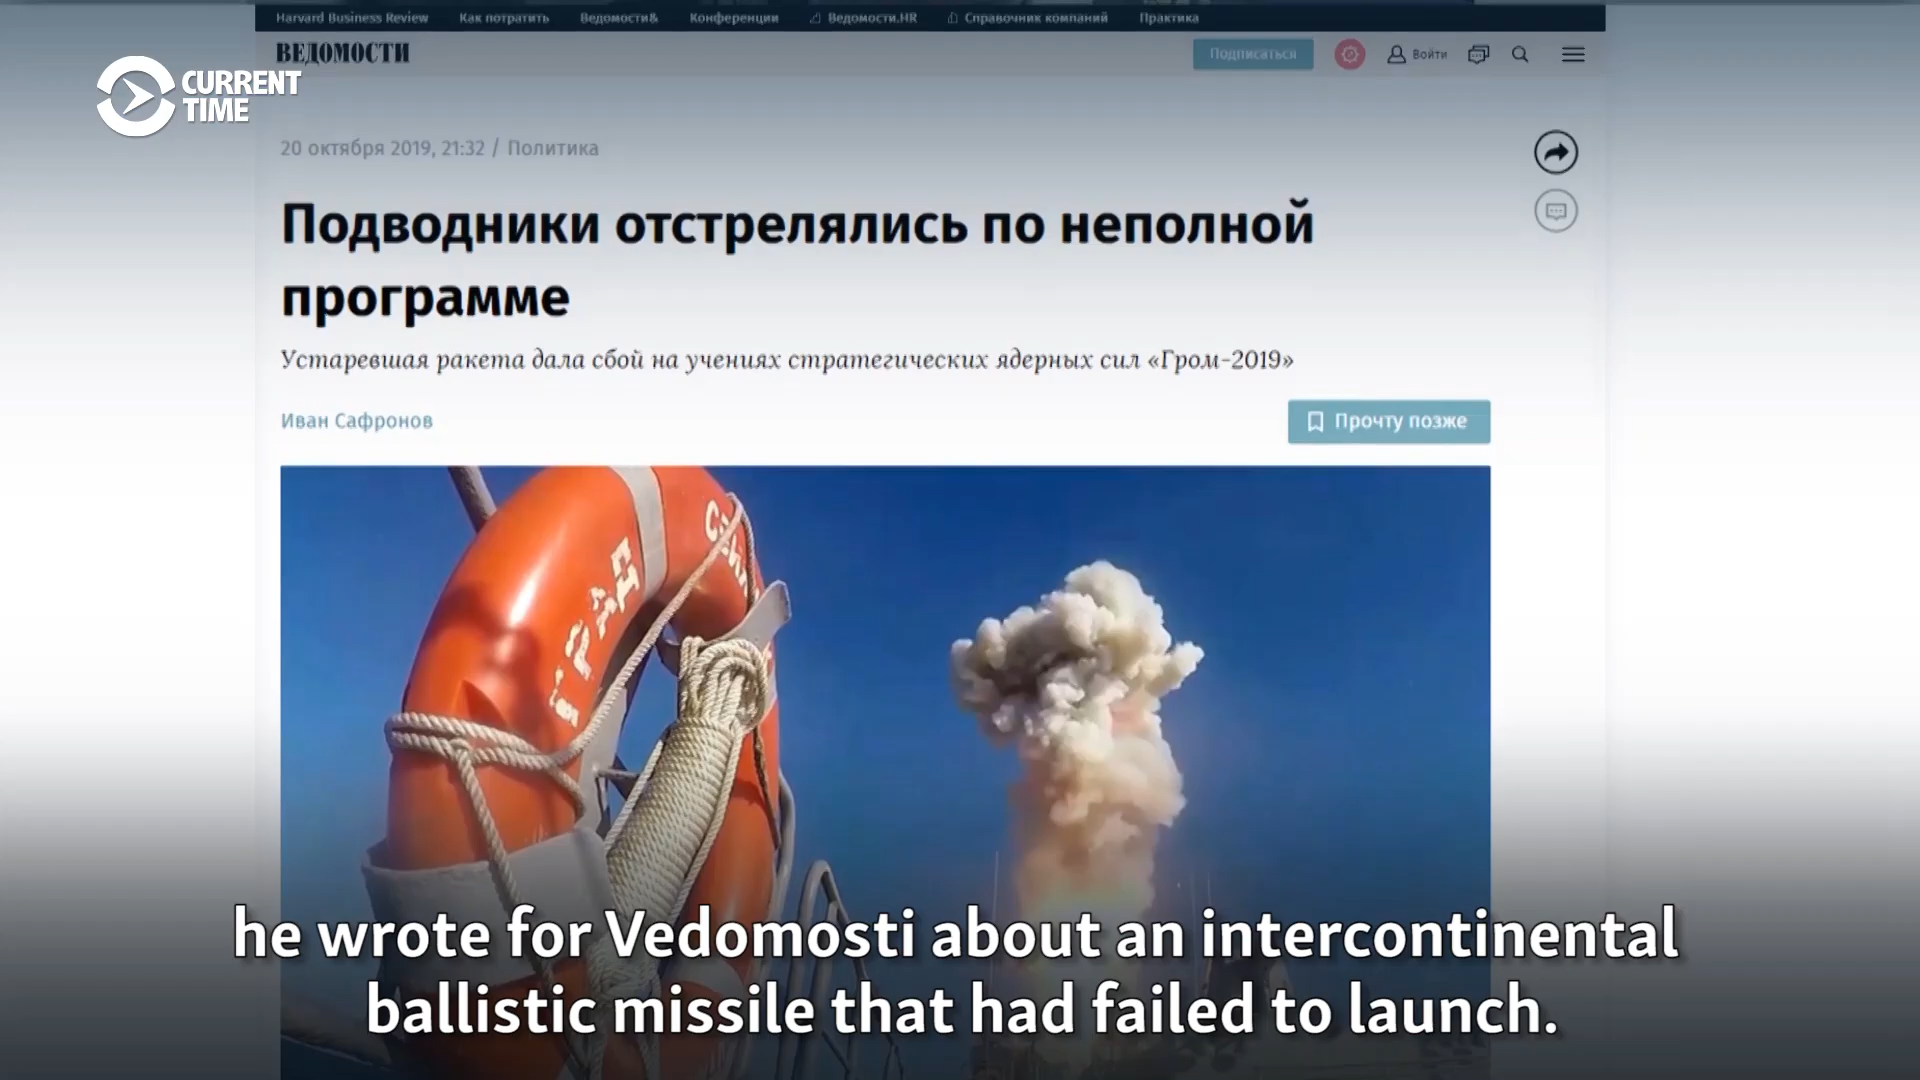 Harvard Business Review Как потратить Ведомости& Конференции Ведомости.HR Справочник компаний Практика
ВЕДОМОСТИ
Подписаться Войти
CURRENT
TIME
20 октября 2019, 21:32 / Политика
Подводники отстрелялись по неполной
программе
Устаревшая ракета дала сбой на учениях стратегических ядерных сил «Гром-2019»
Иван Сафронов
Прочту позже
ГРАД
he wrote for Vedomosti about an intercontinental
ballistic missile that had failed to launch.